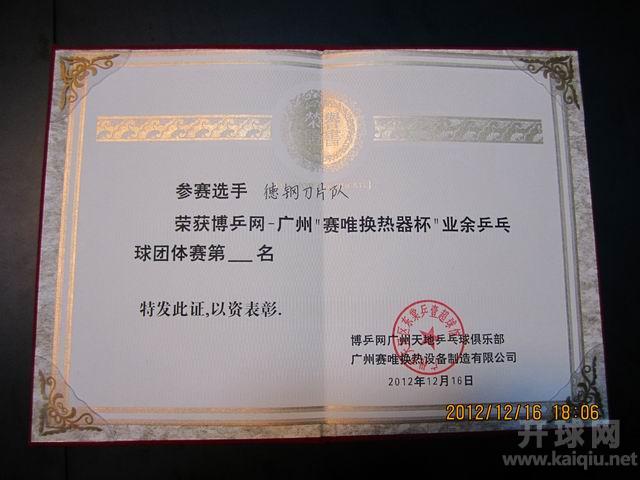 参赛选手 德钢刀片队
荣获博乒网-广州"赛唯换热器杯"业余乒乓
球团体赛第___名
特发此证,以资表彰.
博乒网广州天地乒乓球俱乐部
广州赛唯换热设备制造有限公司
2012年12月16日
2012/12/16 18:06
开球网
www.kaiqiu.net